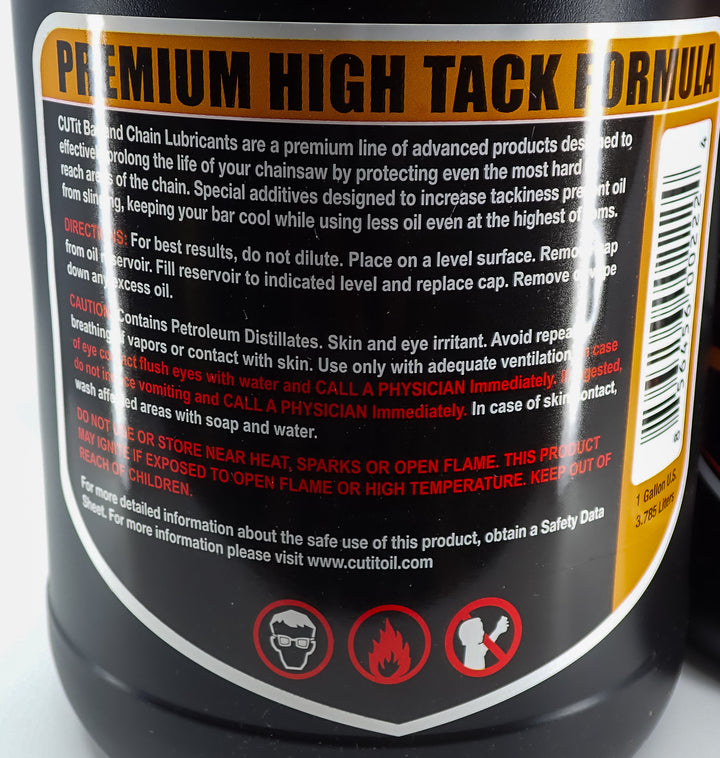 PREMIUM HIGH TACK FORMULA
CUTit Bar and Chain Lubricants are a premium line of advanced products designed to
effectively prolong the life of your chainsaw by protecting even the most hard
reach areas of the chain. Special additives designed to increase tackiness prevent oil
from slinging, keeping your bar cool while using less oil even at the highest of rpms.
DIRECTIONS: For best results, do not dilute. Place on a level surface. Remove cap
from oil reservoir. Fill reservoir to indicated level and replace cap. Remove or wipe
down any excess oil.
CAUTION: Contains Petroleum Distillates. Skin and eye irritant. Avoid repeated
breathing of vapors or contact with skin. Use only with adequate ventilation. In case
of eye contact flush eyes with water and CALL A PHYSICIAN Immediately. If ingested,
do not induce vomiting and CALL A PHYSICIAN Immediately. In case of skin contact,
wash affected areas with soap and water.
DO NOT USE OR STORE NEAR HEAT, SPARKS OR OPEN FLAME. THIS PRODUCT
MAY IGNITE IF EXPOSED TO OPEN FLAME OR HIGH TEMPERATURE. KEEP OUT OF
REACH OF CHILDREN.
For more detailed information about the safe use of this product, obtain a Safety Data
Sheet. For more information please visit www.cutitoil.com
8 56456 00222 4
1 Gallon U.S.
3.785 Liters